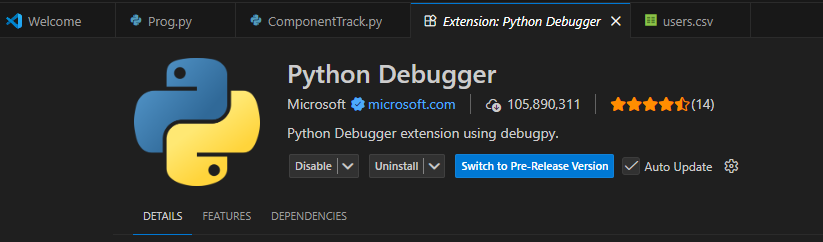 Welcome Prog.py ComponentTrack.py Extension: Python Debugger users.csv
Python Debugger
Microsoft microsoft.com 105,890,311 (14)
Python Debugger extension using debugpy.
Disable Uninstall Switch to Pre-Release Version Auto Update
DETAILS FEATURES DEPENDENCIES